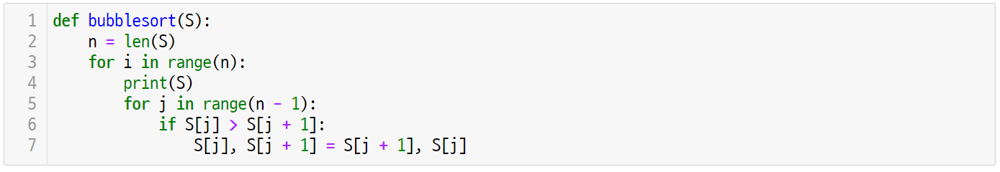 1 def bubblesort(S):
2     n = len(S)
3     for i in range(n):
4         print(S)
5         for j in range(n - 1):
6             if S[j] > S[j + 1]:
7                 S[j], S[j + 1] = S[j + 1], S[j]